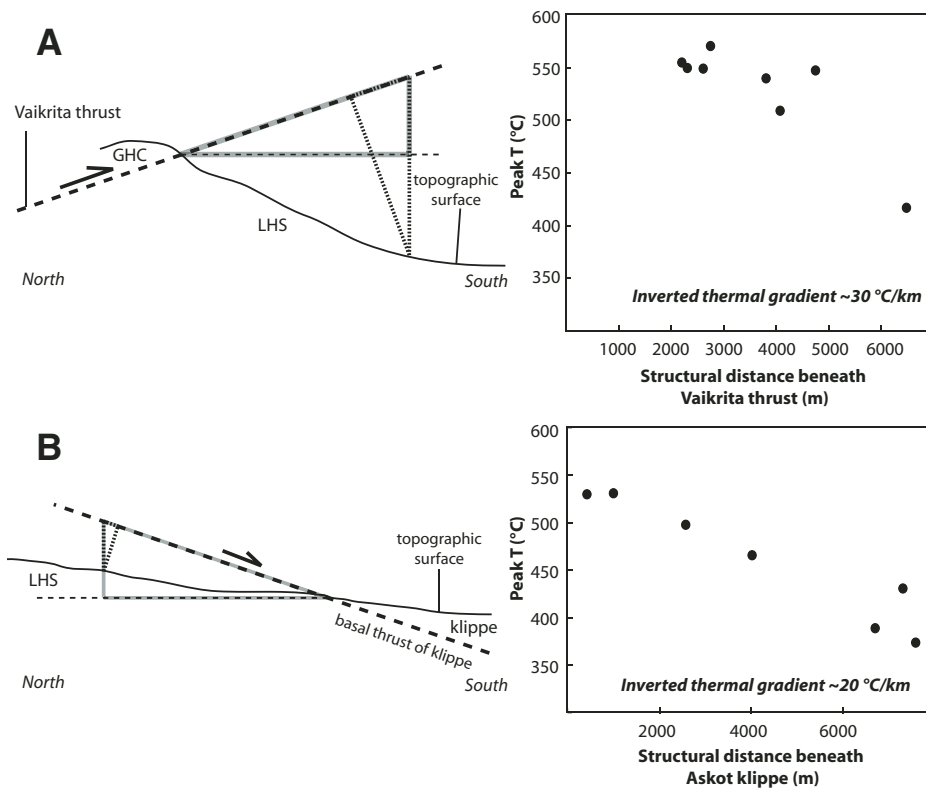 A
Vaikrita thrust
GHC
LHS
topographic
surface
North
South
Peak T (°C)
600
550
500
450
400
350
Inverted thermal gradient ~30 °C/km
1000 2000 3000 4000 5000 6000
Structural distance beneath
Vaikrita thrust (m)
B
LHS
topographic
surface
klippe
basal thrust of klippe
North
South
Peak T (°C)
600
550
500
450
400
350
Inverted thermal gradient ~20 °C/km
2000 4000 6000
Structural distance beneath
Askot klippe (m)